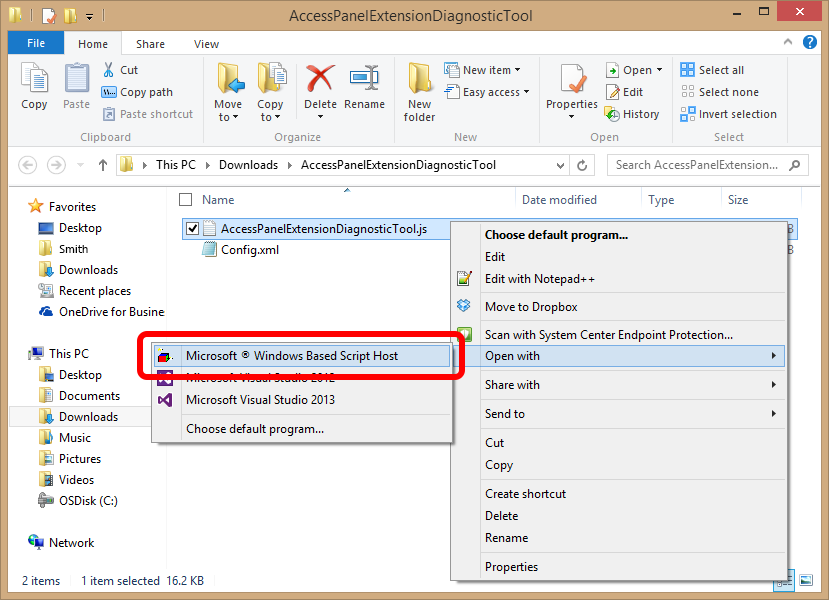 AccessPanelExtensionDiagnosticTool
File Home Share View
Copy
Paste
Cut
Copy path
Paste shortcut
Clipboard
Move to
Copy to
Delete
Rename
Organize
New folder
New item
Easy access
New
Properties
Open
Edit
History
Open
Select all
Select none
Invert selection
Select
This PC Downloads AccessPanelExtensionDiagnosticTool
Search AccessPanelExtension...
Name Date modified Type Size
Favorites
Desktop
Smith
Downloads
Recent places
OneDrive for Busine
This PC
Desktop
Documents
Downloads
Music
Pictures
Videos
OSDisk (C:)
Network
AccessPanelExtensionDiagnosticTool.js
Config.xml
Choose default program...
Edit
Edit with Notepad++
Move to Dropbox
Scan with System Center Endpoint Protection...
Open with
Share with
Send to
Cut
Copy
Create shortcut
Delete
Rename
Properties
Microsoft ® Windows Based Script Host
Microsoft Visual Studio 2012
Microsoft Visual Studio 2013
Choose default program...
2 items 1 item selected 16.2 KB